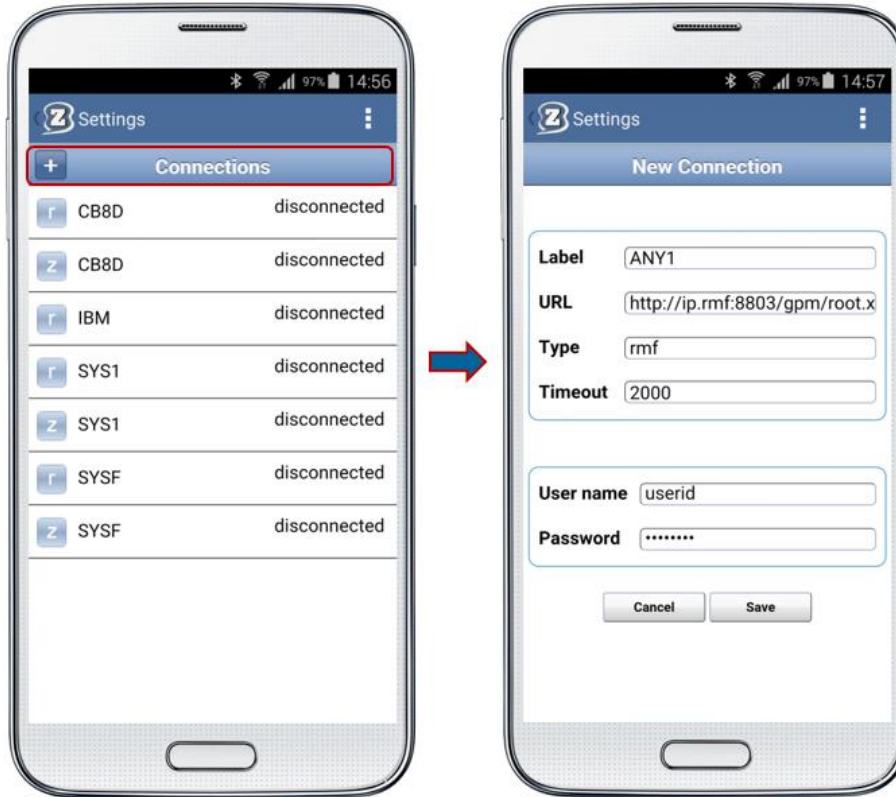 97% 14:56
Z Settings
+ Connections
r CB8D disconnected
z CB8D disconnected
r IBM disconnected
r SYS1 disconnected
z SYS1 disconnected
r SYSF disconnected
z SYSF disconnected
97% 14:57
Z Settings
New Connection
Label ANY1
URL http://ip.rmf:8803/gpm/root.x
Type rmf
Timeout 2000
User name userid
Password ••••••••
Cancel Save